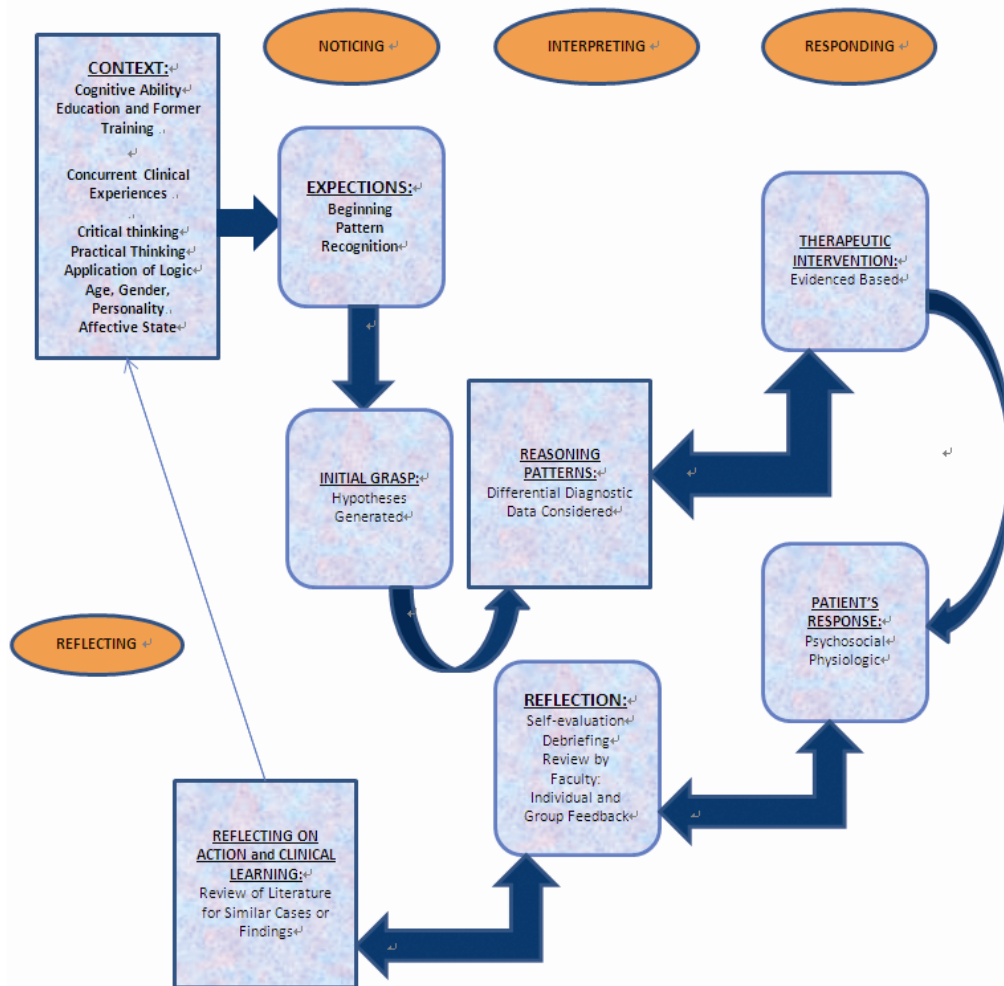 NOTICING
INTERPRETING
RESPONDING
CONTEXT:
Cognitive Ability
Education and Former
Training
Concurrent Clinical
Experiences
Critical thinking
Practical Thinking
Application of Logic
Age, Gender,
Personality
Affective State
EXPECTIONS:
Beginning
Pattern
Recognition
THERAPEUTIC
INTERVENTION:
Evidenced Based
INITIAL GRASP:
Hypotheses
Generated
REASONING
PATTERNS:
Differential Diagnostic
Data Considered
PATIENT'S
RESPONSE:
Psychosocial
Physiologic
REFLECTING
REFLECTION:
Self-evaluation
Debriefing
Review by
Faculty:
Individual and
Group Feedback
REFLECTING ON
ACTION and CLINICAL
LEARNING:
Review of Literature
for Similar Cases or
Findings